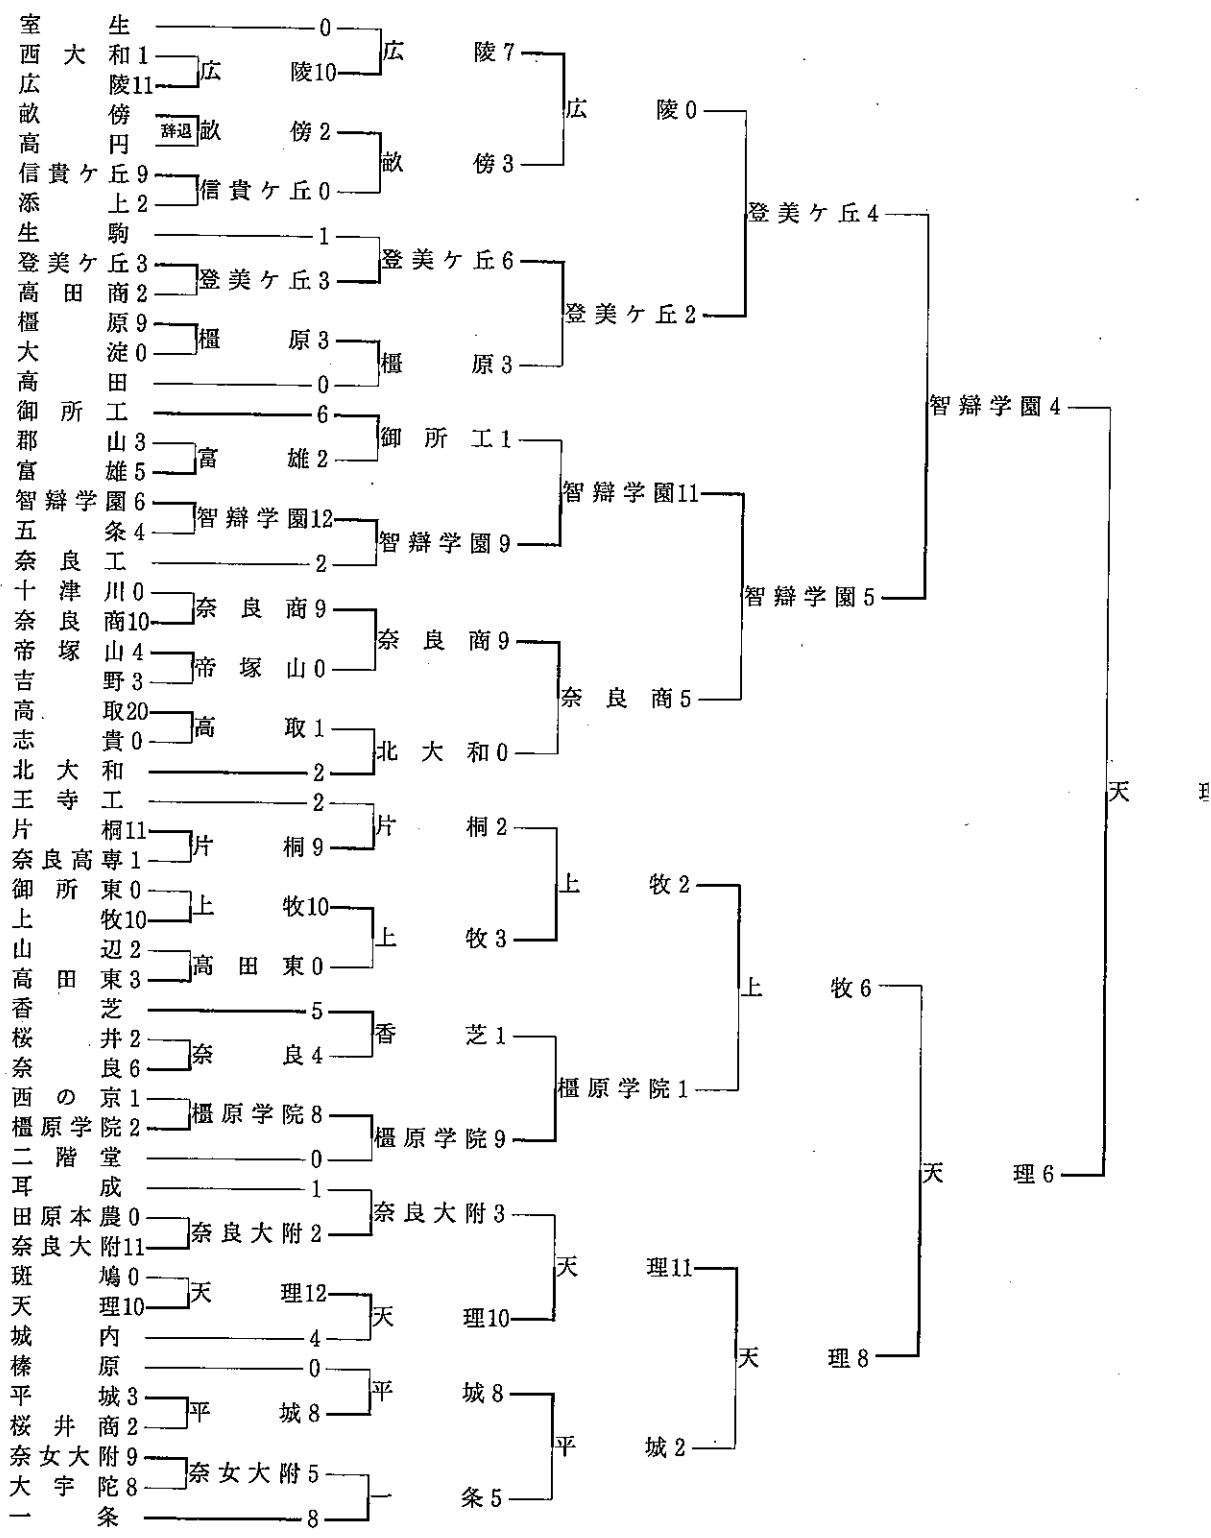 室生 0
西大和 1
広陵 11
畝傍
高円
辞退
信貴ケ丘 9
添上 2
生駒 1
登美ケ丘 3
高田商 2
橿原 9
大淀 0
高田 0
御所工 6
郡山 3
富雄 5
智辯学園 6
五条 4
奈良工 2
十津川 0
奈良商 10
帝塚山 4
吉野 3
高取 20
志貴 0
北大和 2
王寺工 2
片桐 11
奈良高専 1
御所東 0
上牧 10
山辺 2
高田東 3
香芝 5
桜井 2
奈良 6
西の京 1
橿原学院 2
二階堂 0
耳成 1
田原本農 0
奈良大附 11
斑鳩 0
天理 10
城内 4
榛原 0
平城 3
桜井商 2
奈女大附 9
大宇陀 8
一条 8
広陵 10
畝傍 2
信貴ケ丘 0
登美ケ丘 3
橿原 3
富雄 2
智辯学園 12
奈良商 9
帝塚山 0
高取 1
片桐 9
上牧 10
高田東 0
奈良 4
橿原学院 8
奈良大附 2
天理 12
平城 8
奈女大附 5
広陵 7
畝傍 3
登美ケ丘 6
橿原 3
御所工 1
智辯学園 9
奈良商 9
北大和 0
片桐 2
上牧 3
香芝 1
橿原学院 9
奈良大附 3
天理 10
平城 8
一条 5
広陵 0
登美ケ丘 2
智辯学園 11
奈良商 5
上牧 2
橿原学院 1
天理 11
平城 2
登美ケ丘 4
智辯学園 5
上牧 6
天理 8
智辯学園 4
天理 6
天